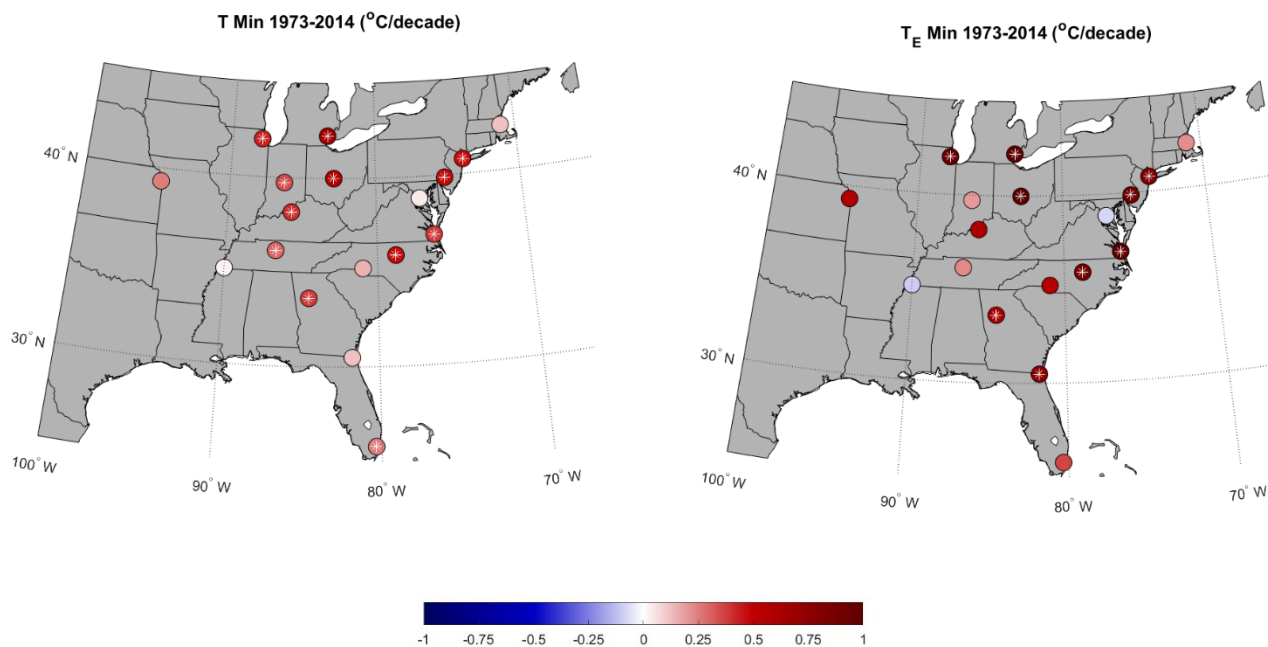 T Min 1973-2014 (°C/decade)
T_E Min 1973-2014 (°C/decade)
40° N
30° N
100° W
90° W
80° W
70° W
40° N
30° N
100° W
90° W
80° W
70° W
-1 -0.75 -0.5 -0.25 0 0.25 0.5 0.75 1